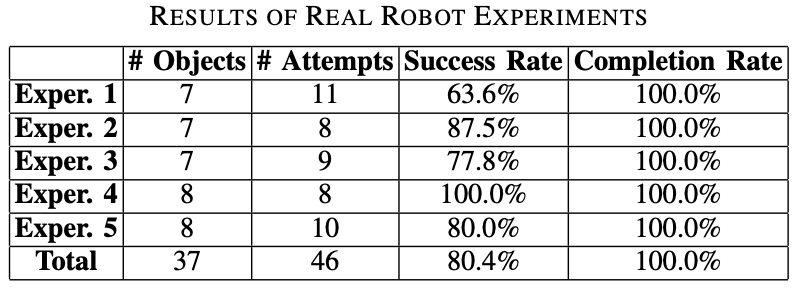 RESULTS OF REAL ROBOT EXPERIMENTS
# Objects # Attempts Success Rate Completion Rate
Exper. 1 7 11 63.6% 100.0%
Exper. 2 7 8 87.5% 100.0%
Exper. 3 7 9 77.8% 100.0%
Exper. 4 8 8 100.0% 100.0%
Exper. 5 8 10 80.0% 100.0%
Total 37 46 80.4% 100.0%